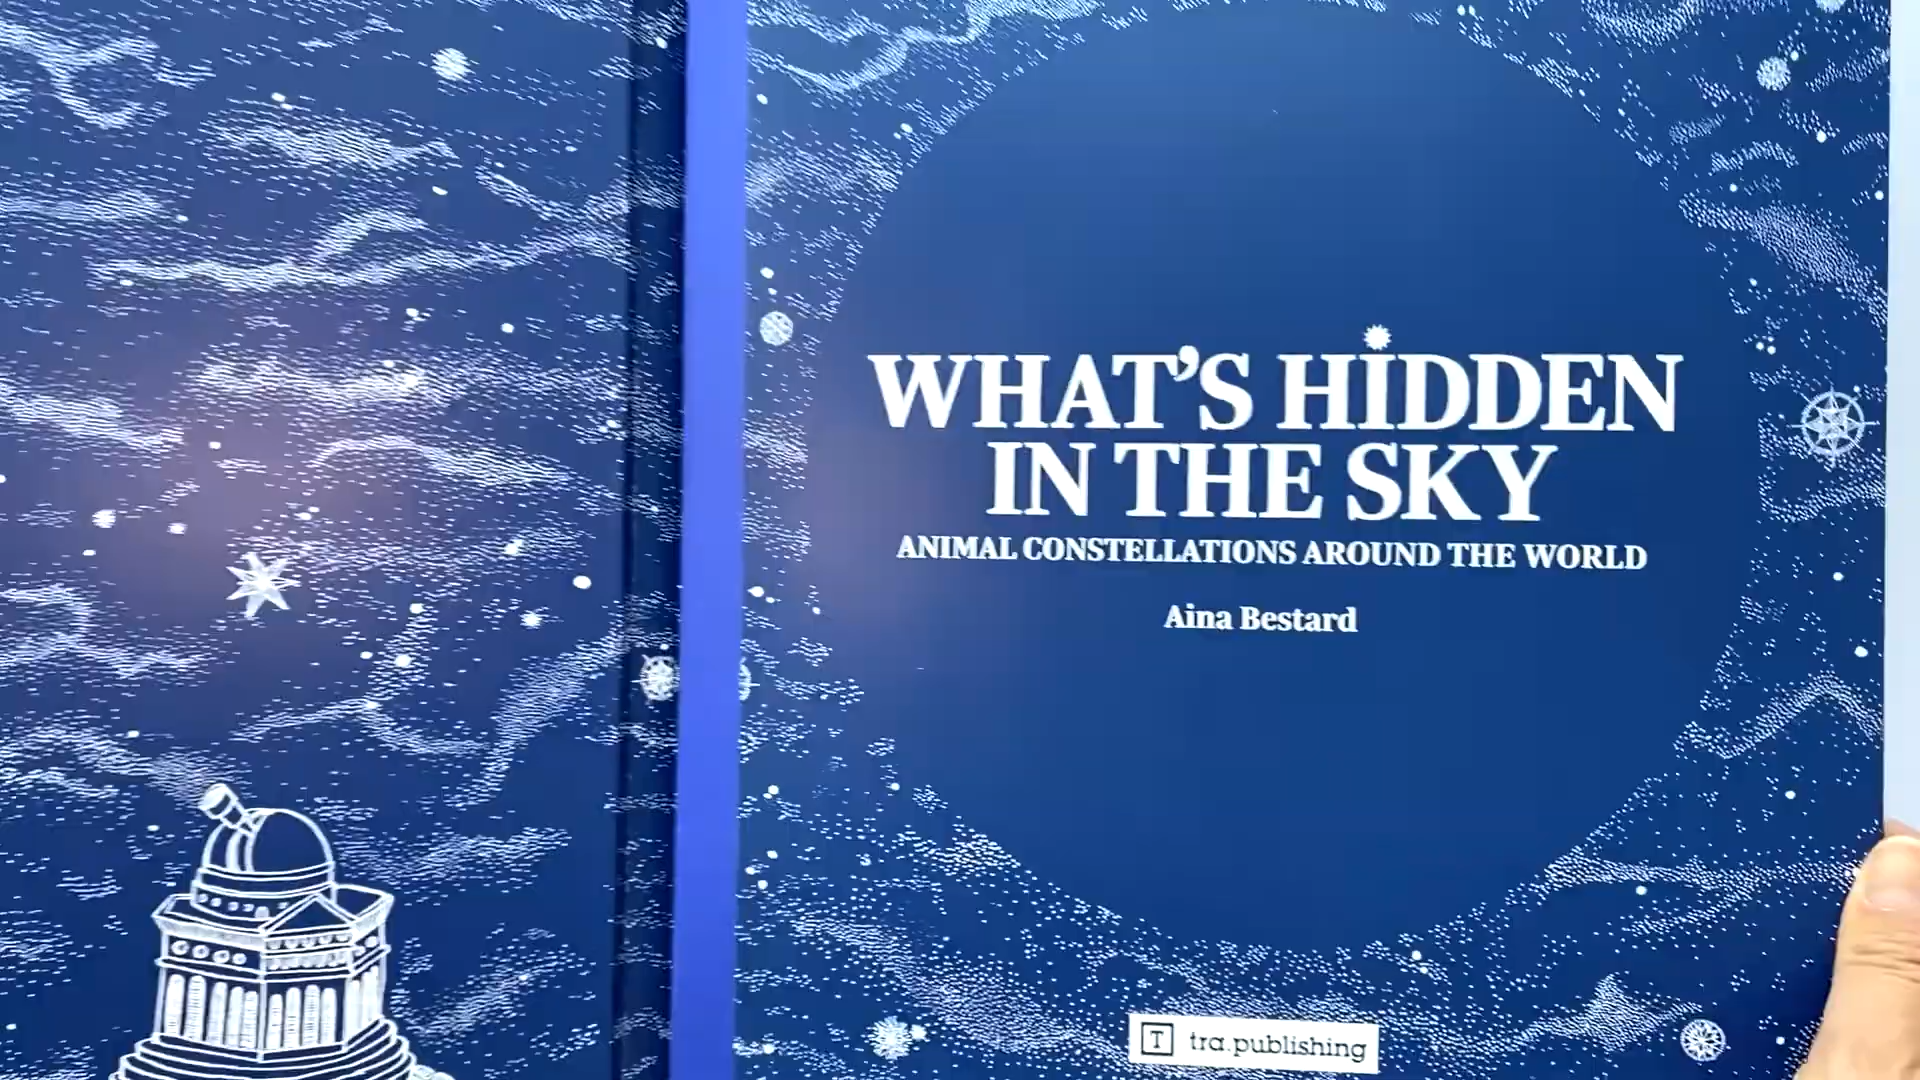 WHAT'S HIDDEN
IN THE SKY
ANIMAL CONSTELLATIONS AROUND THE WORLD
Aina Bestard
T tra.publishing